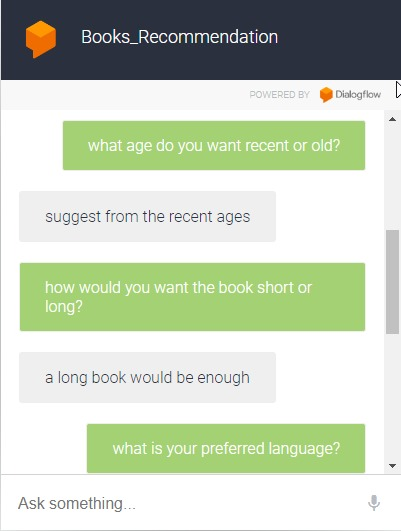 Books_Recommendation
POWERED BY Dialogflow
what age do you want recent or old?
suggest from the recent ages
how would you want the book short or
long?
a long book would be enough
what is your preferred language?
Ask something...